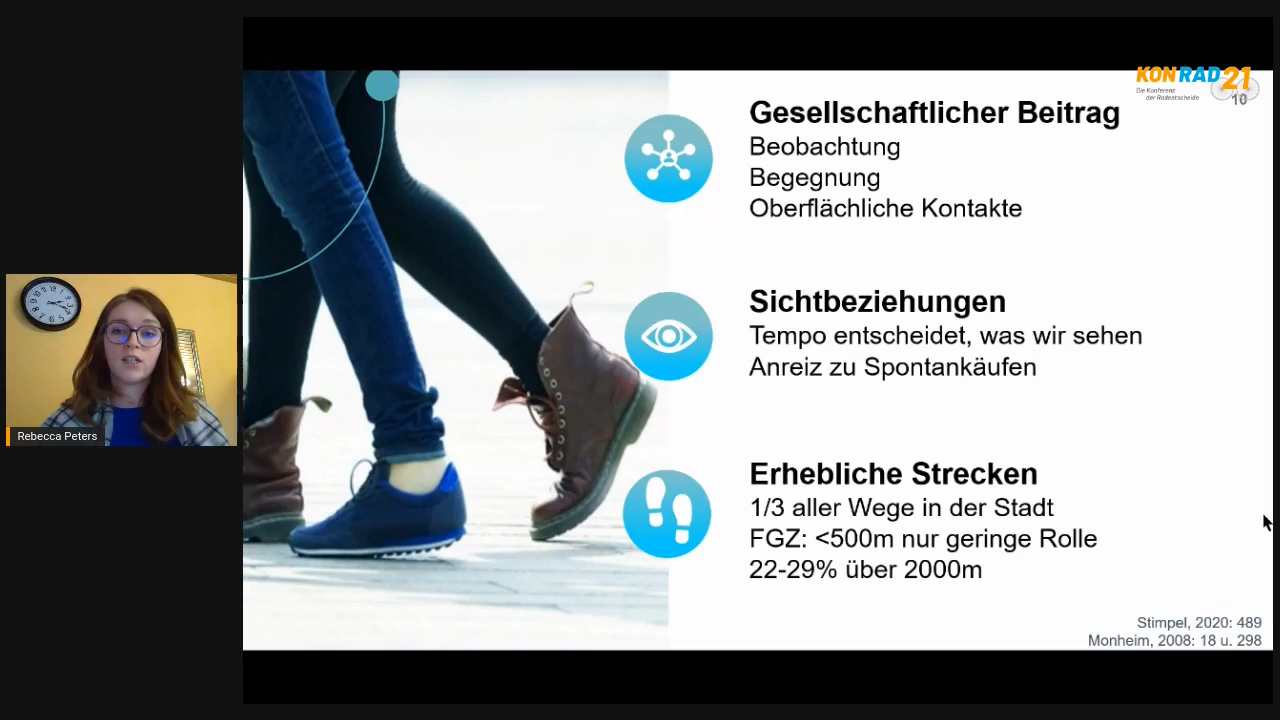 KONRAD21
Die Konferenz
der Radentscheide
10
Gesellschaftlicher Beitrag
Beobachtung
Begegnung
Oberflächliche Kontakte
Sichtbeziehungen
Tempo entscheidet, was wir sehen
Anreiz zu Spontankäufen
Rebecca Peters
Erhebliche Strecken
1/3 aller Wege in der Stadt
FGZ: <500m nur geringe Rolle
22-29% über 2000m
Stimpel, 2020: 489
Monheim, 2008: 18 u. 298